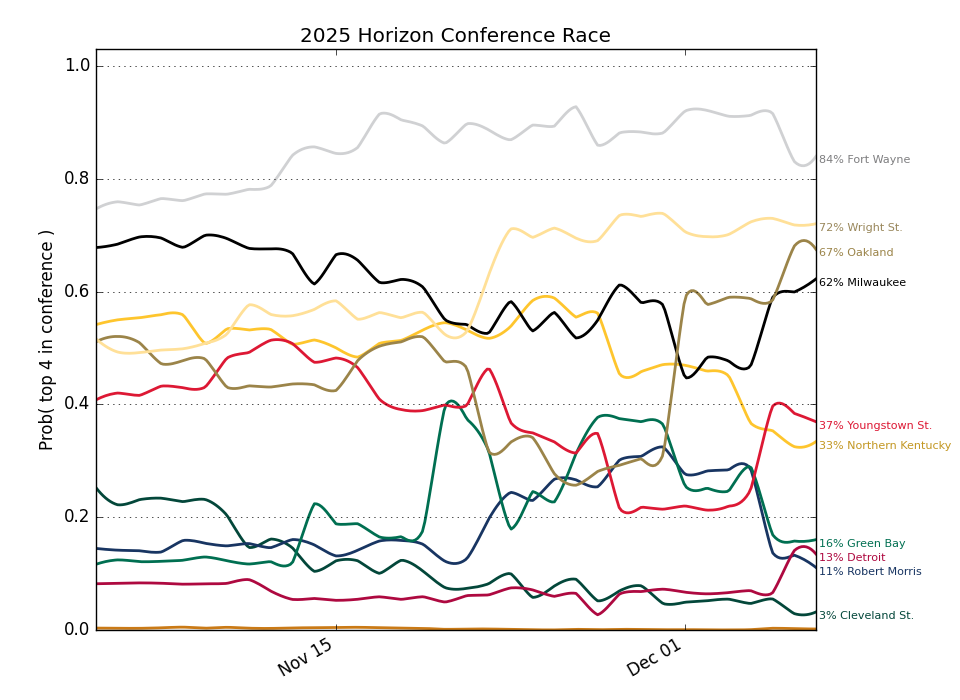 2025 Horizon Conference Race
Prob( top 4 in conference )
1.0
0.8
0.6
0.4
0.2
0.0
Nov 15
Dec 01
84% Fort Wayne
72% Wright St.
67% Oakland
62% Milwaukee
37% Youngstown St.
33% Northern Kentucky
16% Green Bay
13% Detroit
11% Robert Morris
3% Cleveland St.